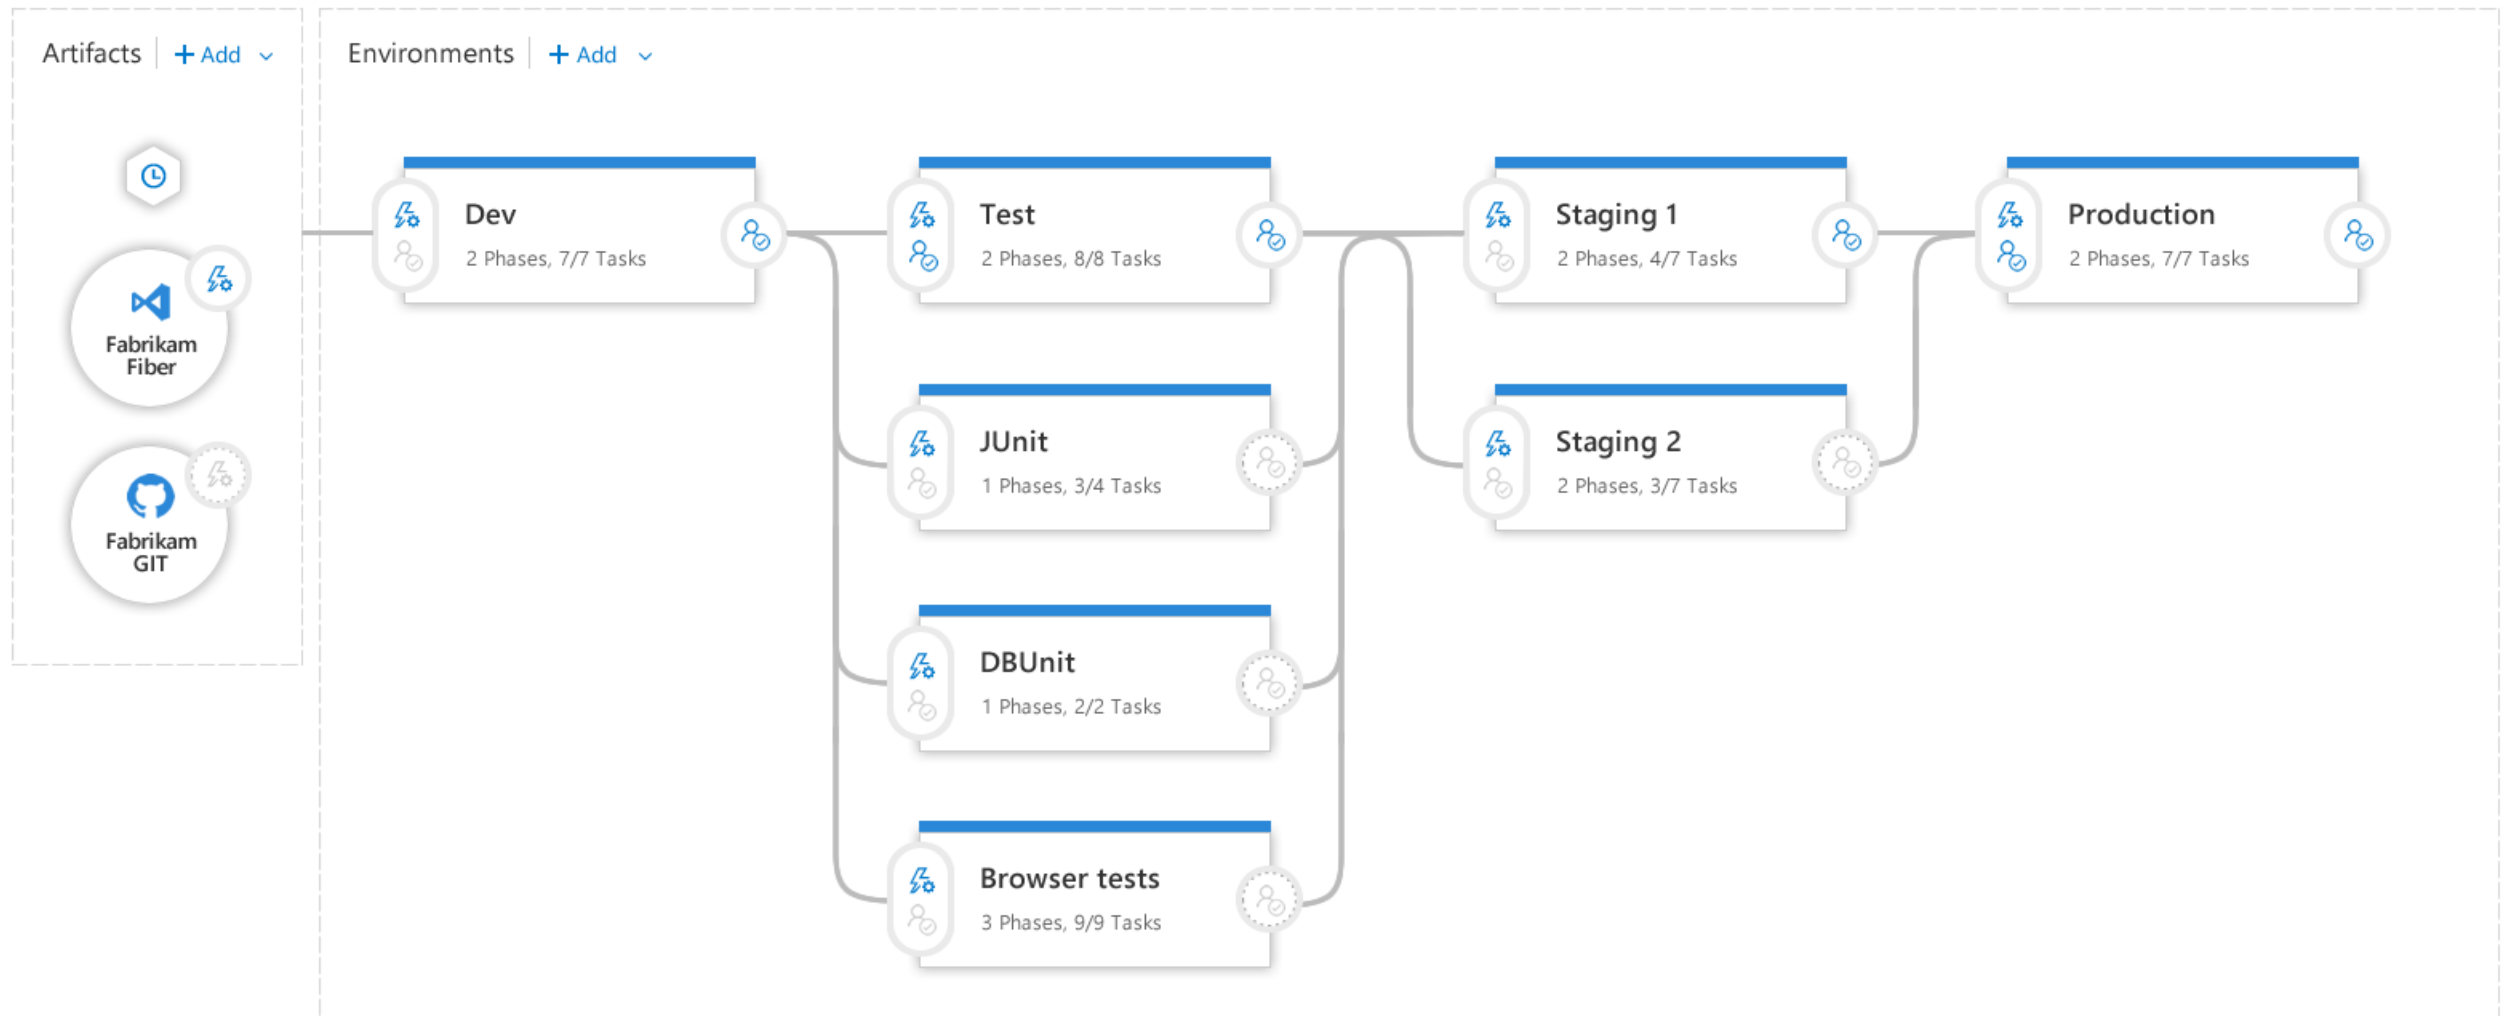 Artifacts
+ Add
Environments
+ Add
Fabrikam
Fiber
Fabrikam
GIT
Dev
2 Phases, 7/7 Tasks
Test
2 Phases, 8/8 Tasks
Staging 1
2 Phases, 4/7 Tasks
Production
2 Phases, 7/7 Tasks
JUnit
1 Phases, 3/4 Tasks
Staging 2
2 Phases, 3/7 Tasks
DBUnit
1 Phases, 2/2 Tasks
Browser tests
3 Phases, 9/9 Tasks